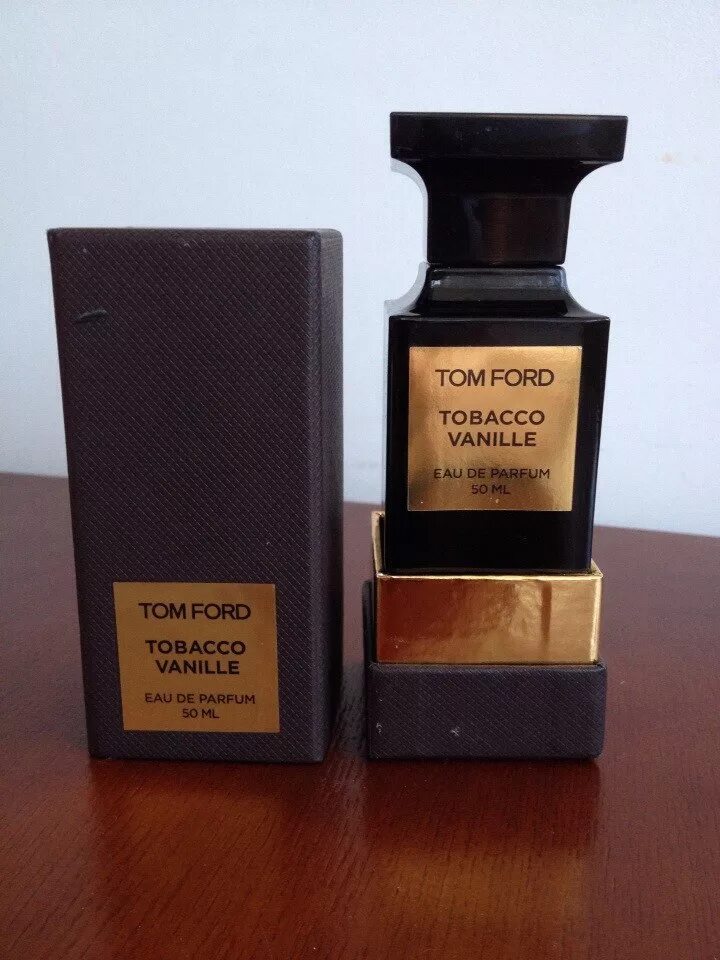 TOM FORD
TOBACCO
VANILLE
EAU DE PARFUM
50 ML
TOM FORD
TOBACCO
VANILLE
EAU DE PARFUM
50 ML